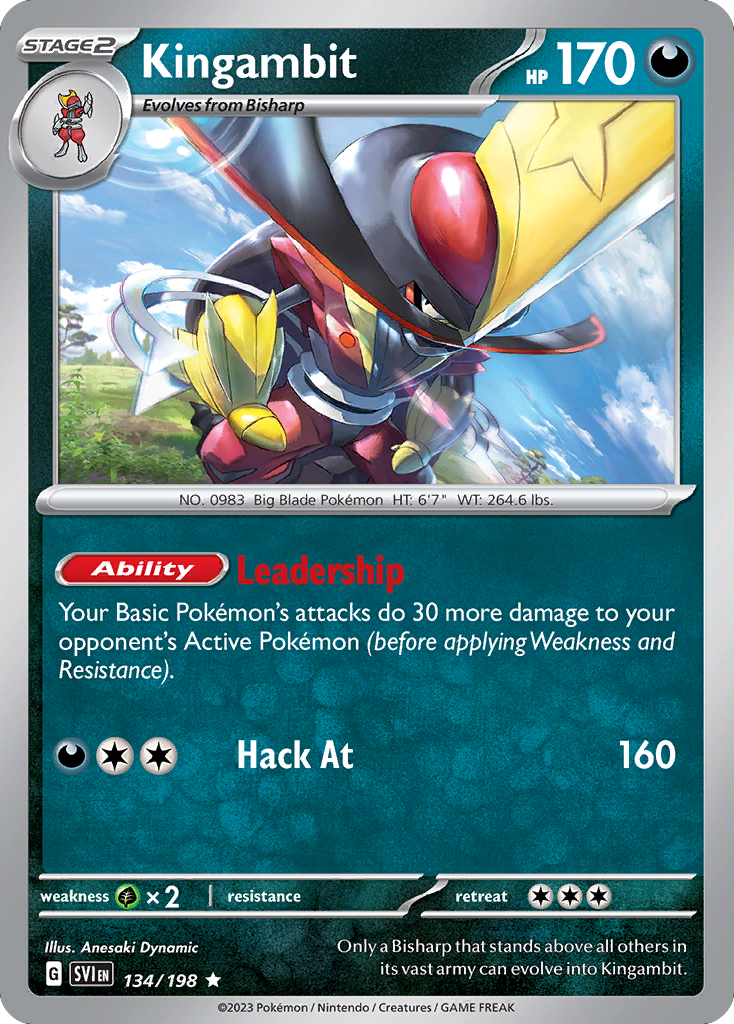 STAGE2
Kingambit
HP 170
Evolves from Bisharp
NO. 0983 Big Blade Pokémon HT: 6'7" WT: 264.6 lbs.
Ability Leadership
Your Basic Pokémon's attacks do 30 more damage to your
opponent's Active Pokémon (before applying Weakness and
Resistance).
Hack At 160
weakness ×2 resistance retreat
Illus. Anesaki Dynamic
Only a Bisharp that stands above all others in
its vast army can evolve into Kingambit.
G SVI EN 134/198 ★
©2023 Pokémon / Nintendo / Creatures / GAME FREAK